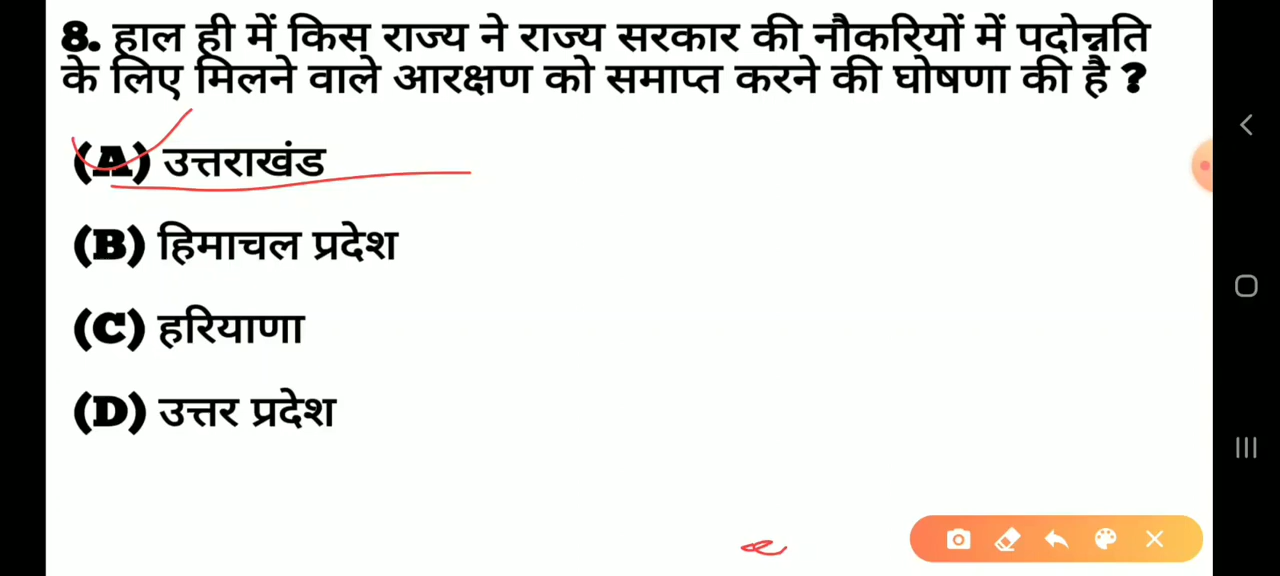 8. हाल ही में किस राज्य ने राज्य सरकार की नौकरियों में पदोन्नति
के लिए मिलने वाले आरक्षण को समाप्त करने की घोषणा की है ?
(A) उत्तराखंड
(B) हिमाचल प्रदेश
(C) हरियाणा
(D) उत्तर प्रदेश